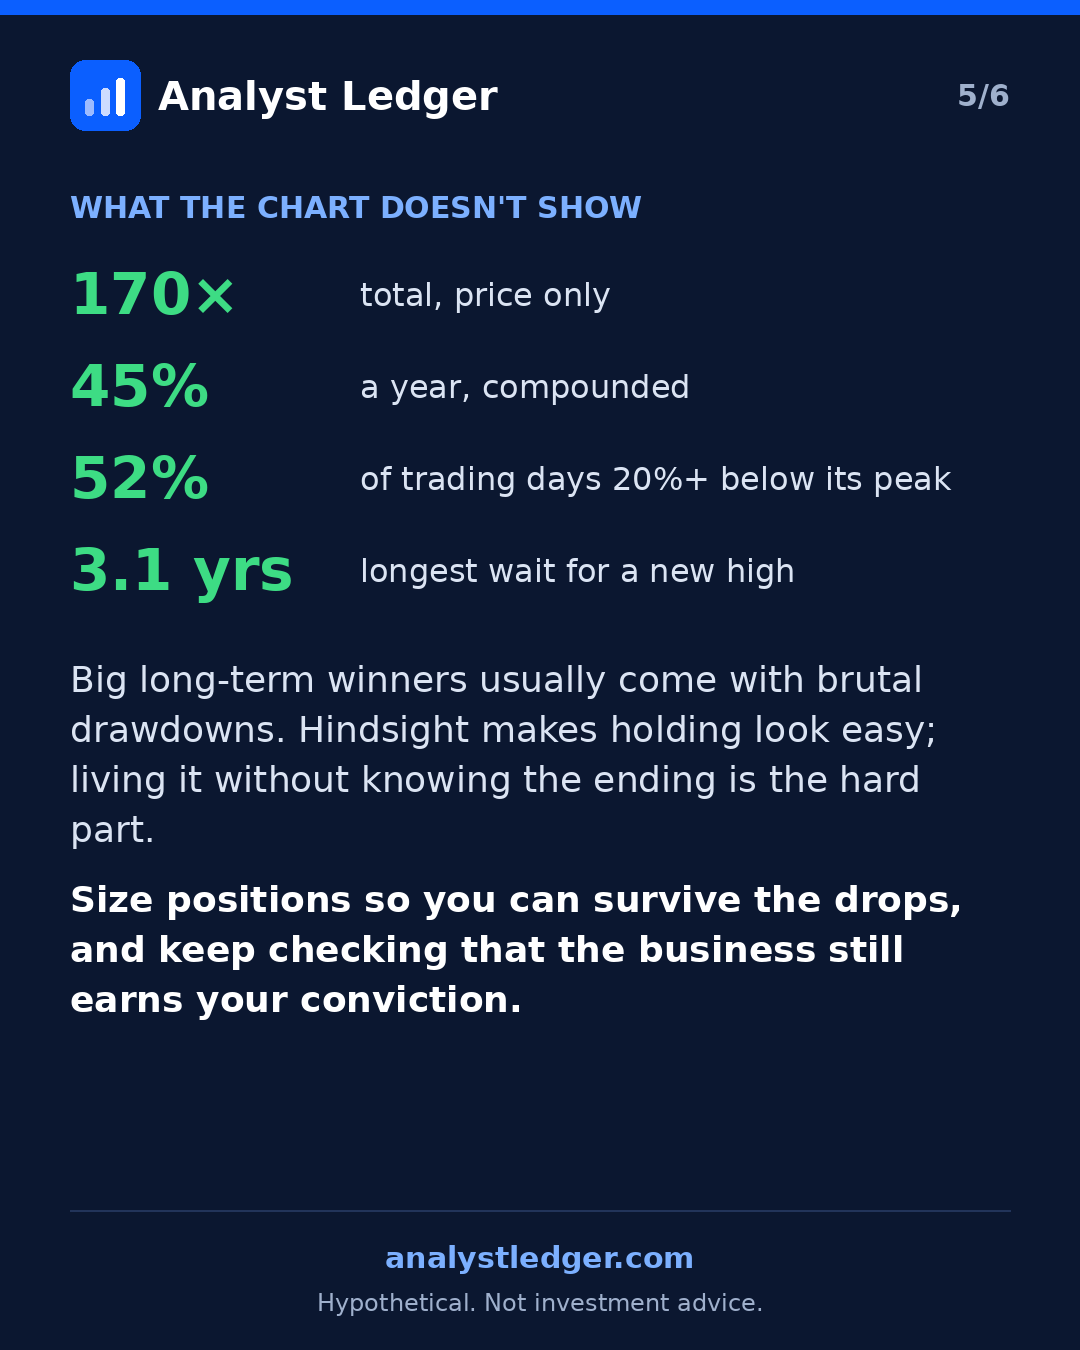 Analyst Ledger
5/6
WHAT THE CHART DOESN'T SHOW
170× total, price only
45% a year, compounded
52% of trading days 20%+ below its peak
3.1 yrs longest wait for a new high
Big long-term winners usually come with brutal
drawdowns. Hindsight makes holding look easy;
living it without knowing the ending is the hard
part.
Size positions so you can survive the drops,
and keep checking that the business still
earns your conviction.
analystledger.com
Hypothetical. Not investment advice.